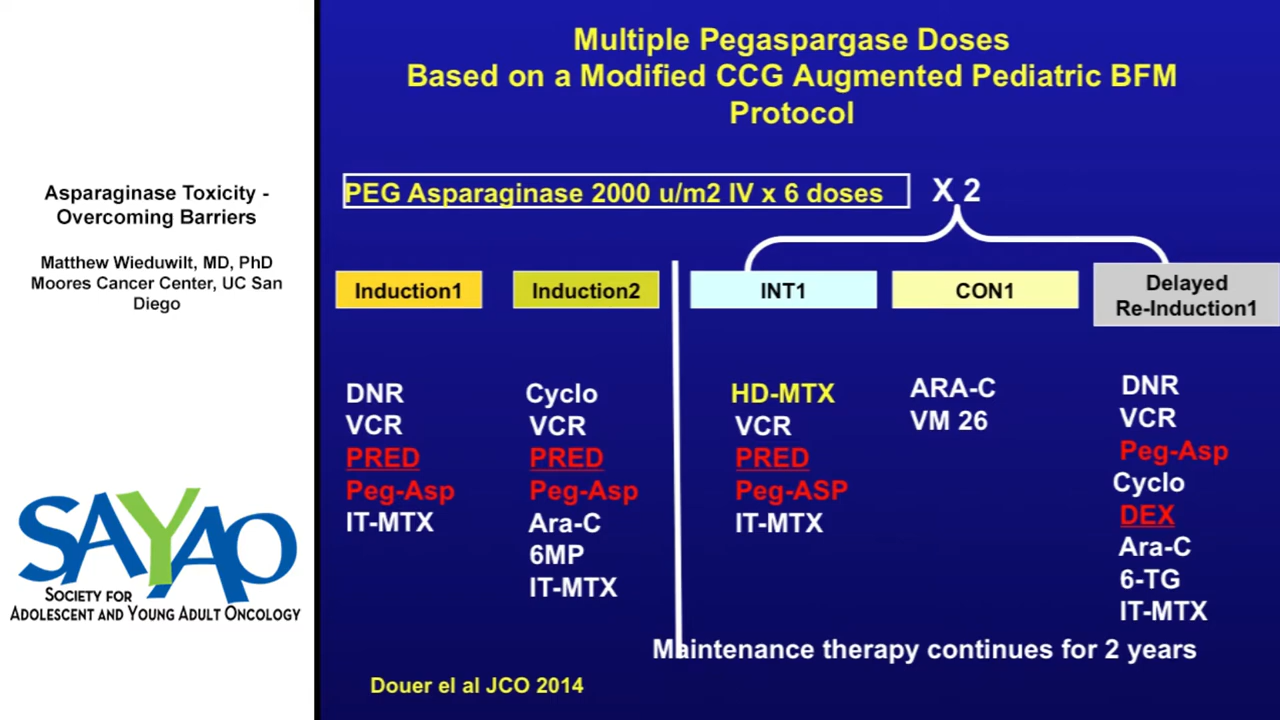 Asparaginase Toxicity -
Overcoming Barriers
Matthew Wieduwilt, MD, PhD
Moores Cancer Center, UC San
Diego
SAYAO
SOCIETY FOR
ADOLESCENT AND YOUNG ADULT ONCOLOGY
Multiple Pegaspargase Doses
Based on a Modified CCG Augmented Pediatric BFM
Protocol
PEG Asparaginase 2000 u/m2 IV x 6 doses
X 2
Induction1
DNR
VCR
PRED
Peg-Asp
IT-MTX
Induction2
Cyclo
VCR
PRED
Peg-Asp
Ara-C
6MP
IT-MTX
INT1
HD-MTX
VCR
PRED
Peg-ASP
IT-MTX
CON1
ARA-C
VM 26
Delayed
Re-Induction1
DNR
VCR
Peg-Asp
Cyclo
DEX
Ara-C
6-TG
IT-MTX
Maintenance therapy continues for 2 years
Douer el al JCO 2014